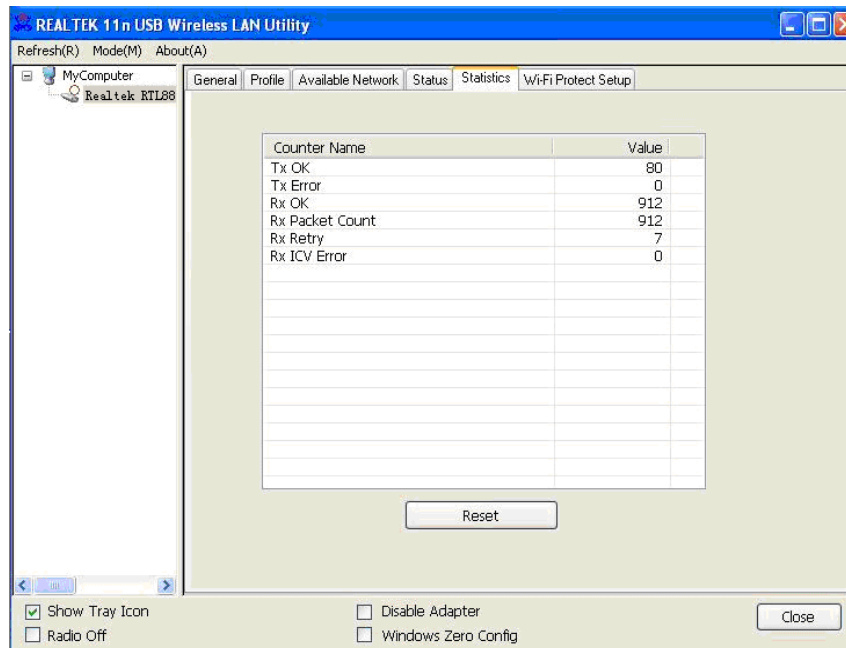 REALTEK 11n USB Wireless LAN Utility
Refresh(R) Mode(M) About(A)
MyComputer
Realtek RTL88
General Profile Available Network Status Statistics Wi-Fi Protect Setup
Counter Name Value
Tx OK 80
Tx Error 0
Rx OK 912
Rx Packet Count 912
Rx Retry 7
Rx ICV Error 0
Reset
Show Tray Icon
Radio Off
Disable Adapter
Windows Zero Config
Close